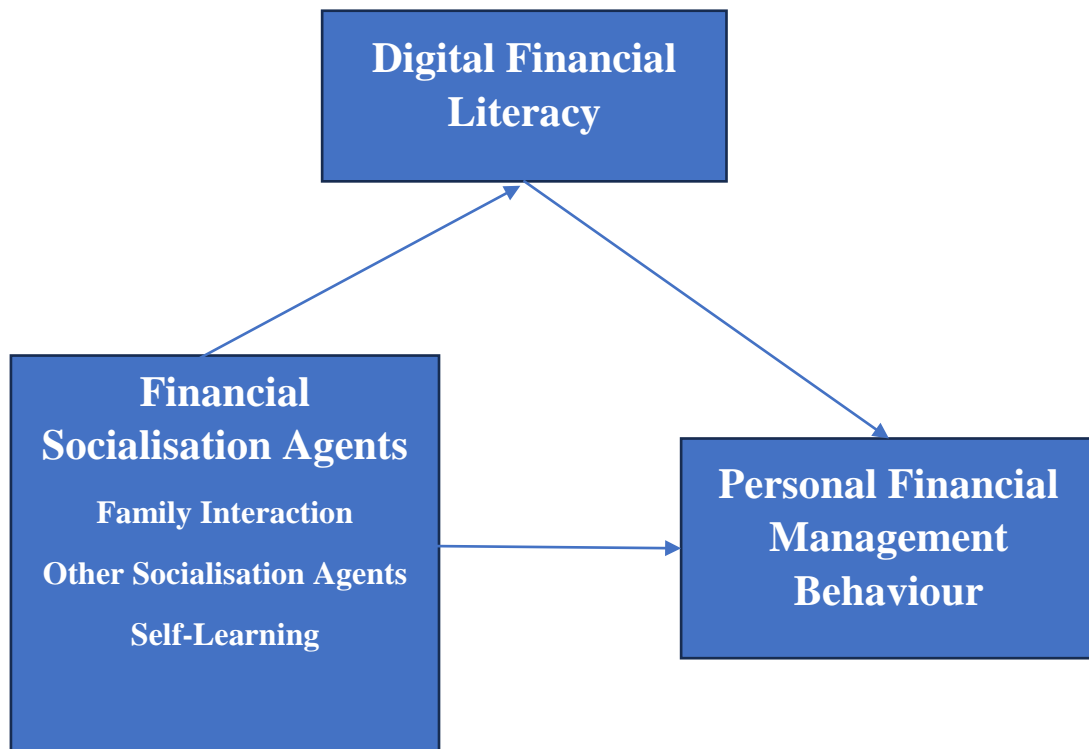 Digital Financial
Literacy
Financial
Socialisation Agents
Family Interaction
Other Socialisation Agents
Self-Learning
Personal Financial
Management
Behaviour